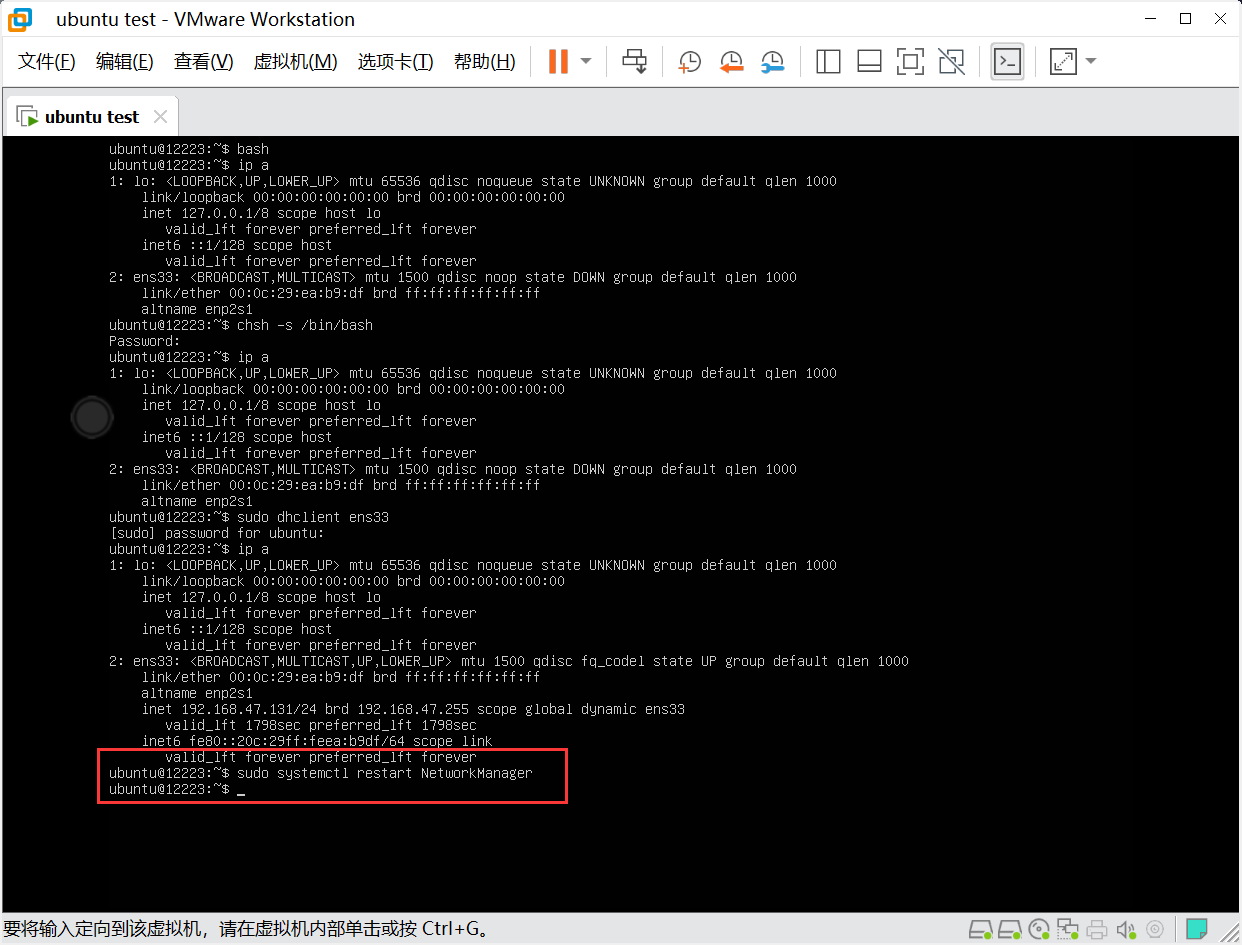 ubuntu test - VMware Workstation
文件(F) 编辑(E) 查看(V) 虚拟机(M) 选项卡(T) 帮助(H)
ubuntu test
ubuntu@12223:~$ bash
ubuntu@12223:~$ ip a
1: lo: <LOOPBACK,UP,LOWER_UP> mtu 65536 qdisc noqueue state UNKNOWN group default qlen 1000
link/loopback 00:00:00:00:00:00 brd 00:00:00:00:00:00
inet 127.0.0.1/8 scope host lo
valid_lft forever preferred_lft forever
inet6 ::1/128 scope host
valid_lft forever preferred_lft forever
2: ens33: <BROADCAST,MULTICAST> mtu 1500 qdisc noop state DOWN group default qlen 1000
link/ether 00:0c:29:ea:b9:df brd ff:ff:ff:ff:ff:ff
altname enp2s1
ubuntu@12223:~$ chsh -s /bin/bash
Password:
ubuntu@12223:~$ ip a
1: lo: <LOOPBACK,UP,LOWER_UP> mtu 65536 qdisc noqueue state UNKNOWN group default qlen 1000
link/loopback 00:00:00:00:00:00 brd 00:00:00:00:00:00
inet 127.0.0.1/8 scope host lo
valid_lft forever preferred_lft forever
inet6 ::1/128 scope host
valid_lft forever preferred_lft forever
2: ens33: <BROADCAST,MULTICAST> mtu 1500 qdisc noop state DOWN group default qlen 1000
link/ether 00:0c:29:ea:b9:df brd ff:ff:ff:ff:ff:ff
altname enp2s1
ubuntu@12223:~$ sudo dhclient ens33
[sudo] password for ubuntu:
ubuntu@12223:~$ ip a
1: lo: <LOOPBACK,UP,LOWER_UP> mtu 65536 qdisc noqueue state UNKNOWN group default qlen 1000
link/loopback 00:00:00:00:00:00 brd 00:00:00:00:00:00
inet 127.0.0.1/8 scope host lo
valid_lft forever preferred_lft forever
inet6 ::1/128 scope host
valid_lft forever preferred_lft forever
2: ens33: <BROADCAST,MULTICAST,UP,LOWER_UP> mtu 1500 qdisc fq_codel state UP group default qlen 1000
link/ether 00:0c:29:ea:b9:df brd ff:ff:ff:ff:ff:ff
altname enp2s1
inet 192.168.47.131/24 brd 192.168.47.255 scope global dynamic ens33
valid_lft 1798sec preferred_lft 1798sec
inet6 fe80::20c:29ff:feea:b9df/64 scope link
valid_lft forever preferred_lft forever
ubuntu@12223:~$ sudo systemctl restart NetworkManager
ubuntu@12223:~$ _
要将输入定向到该虚拟机，请在虚拟机内部单击或按 Ctrl+G。